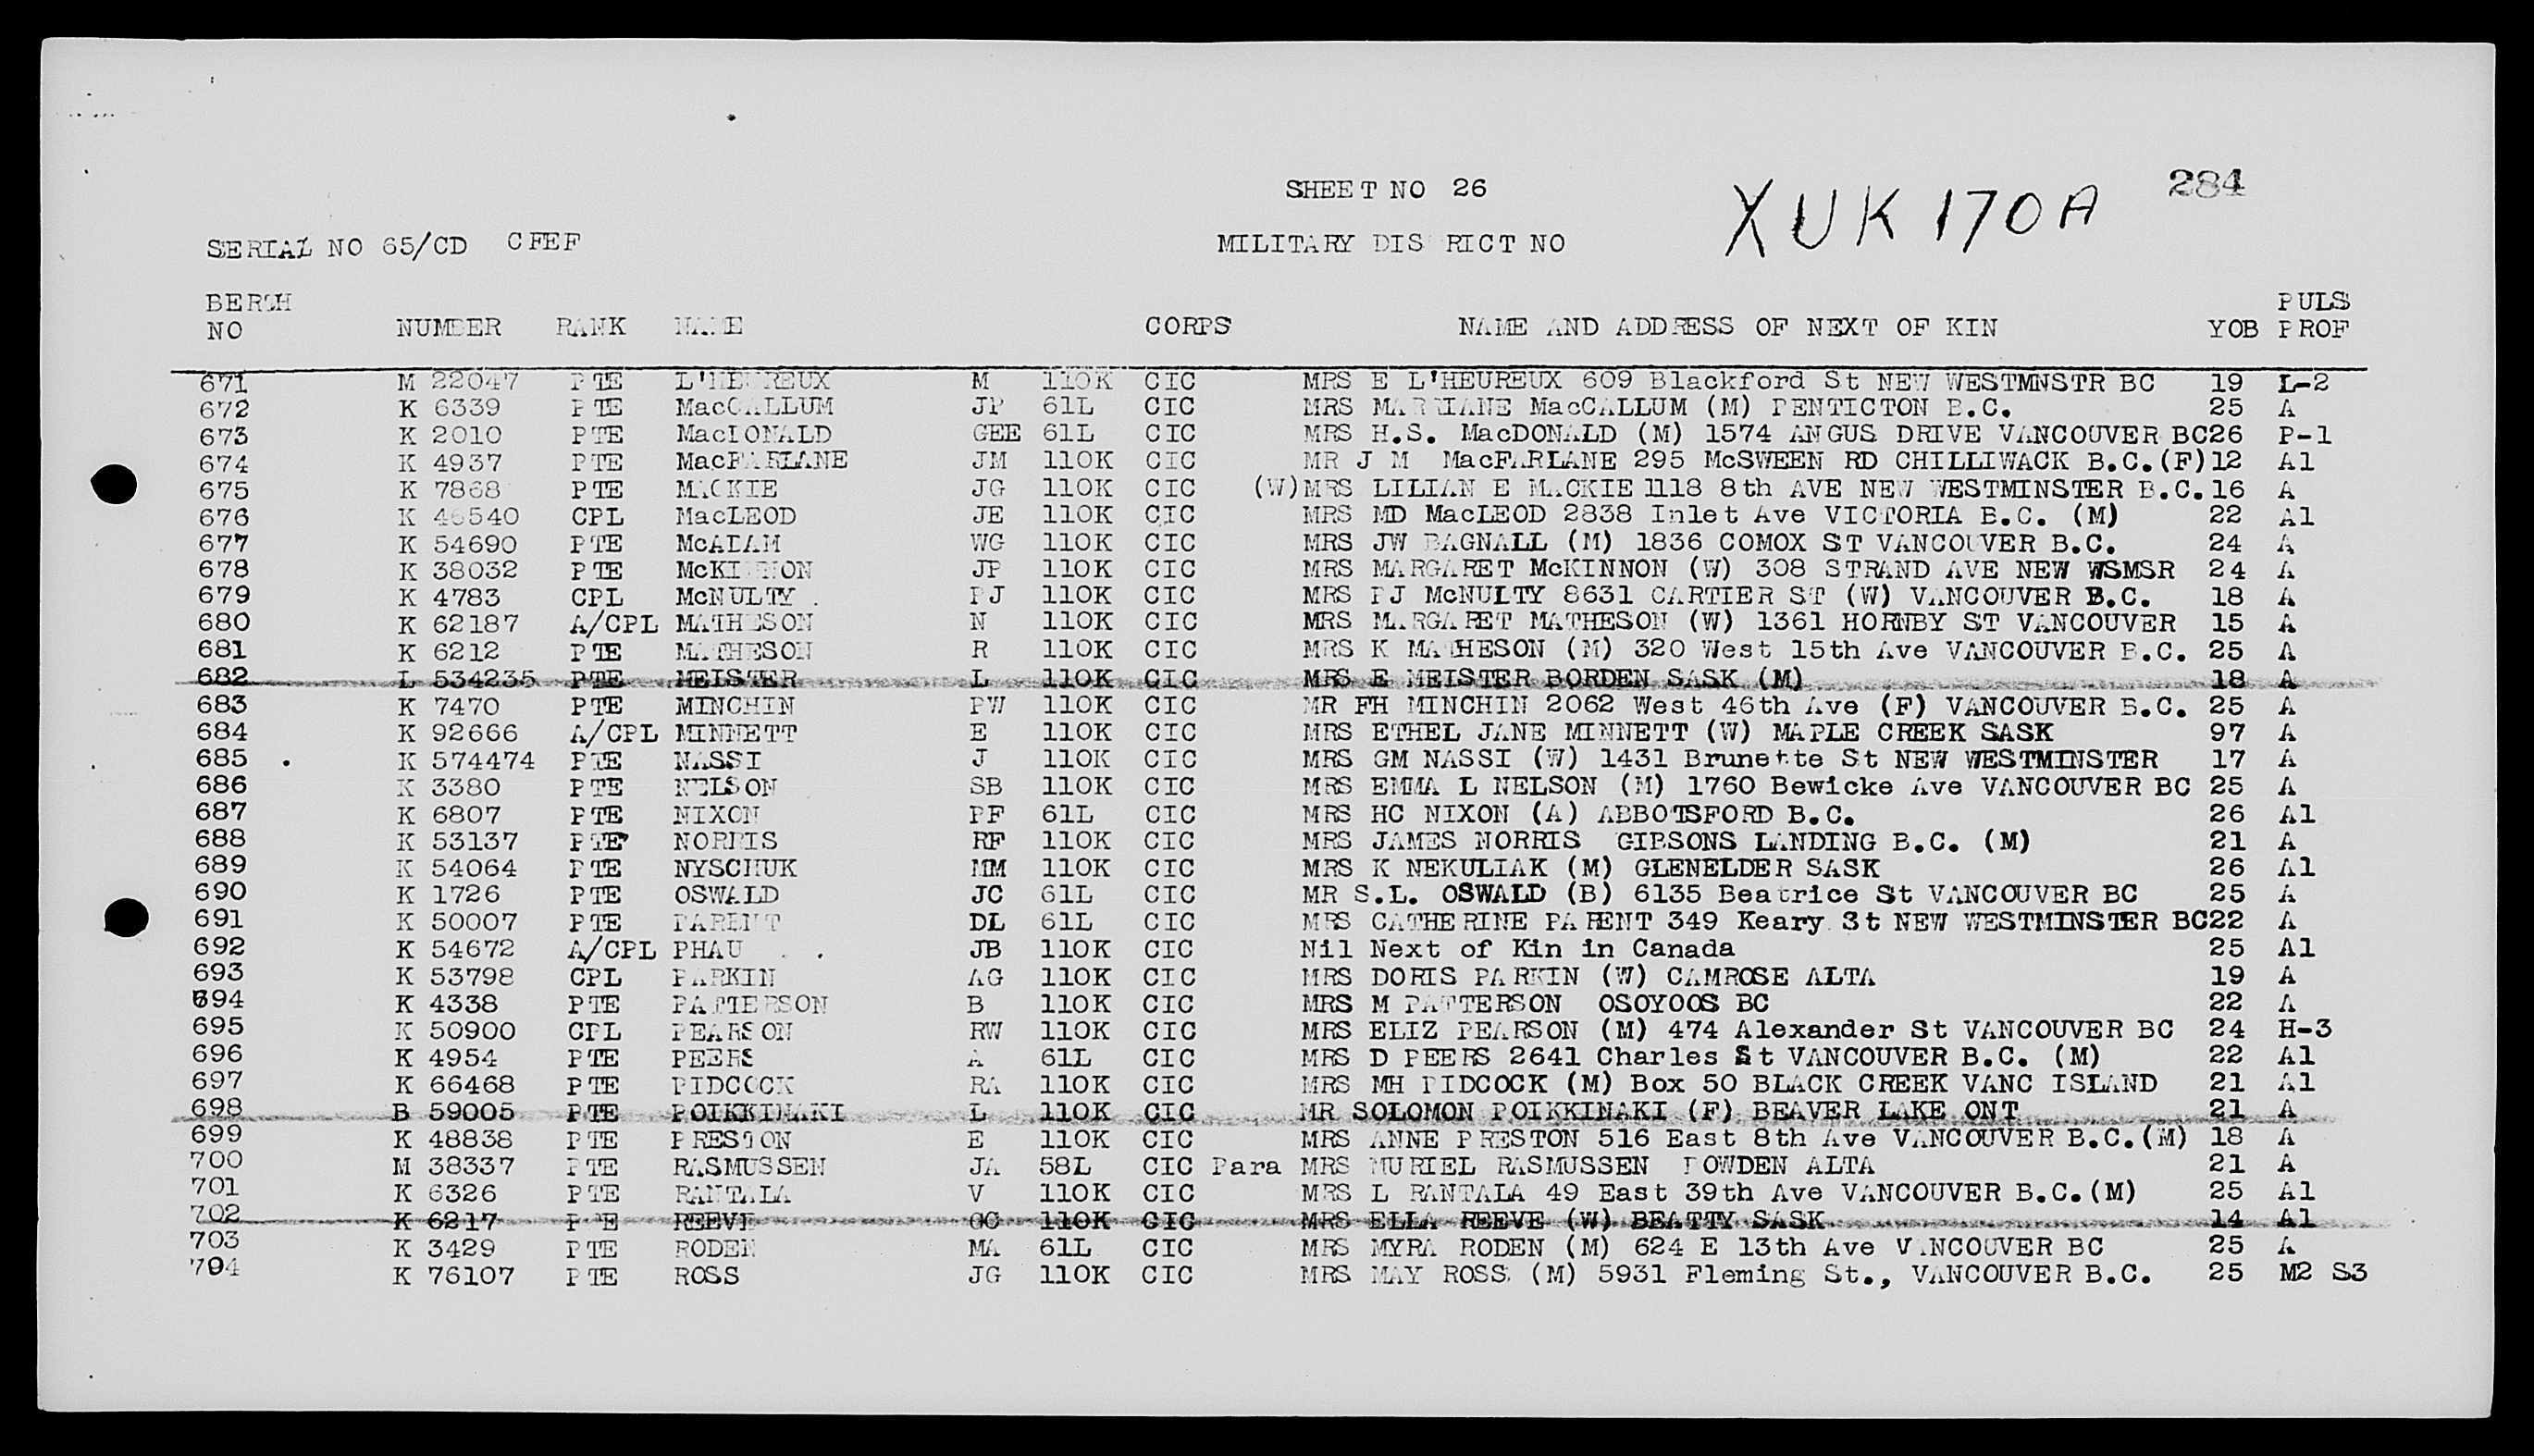 284
SHEET NO 26
XUK 170A
SERIAL NO 65/CD CFEF MILITARY DIS RICT NO
BERTH PULS
NO NUMBER RANK NAME CORPS NAME AND ADDRESS OF NEXT OF KIN YOB PROF
671 M 22047 PTE L'HEUREUX M 110K CIC MRS E L'HEUREUX 609 Blackford St NEW WESTMNSTR BC 19 L-2
672 K 6339 PTE MacCALLUM JP 61L CIC MRS MARRIANE MacCALLUM (M) PENTICTON B.C. 25 A
673 K 2010 PTE MacDONALD GEE 61L CIC MRS H.S. MacDONALD (M) 1574 ANGUS DRIVE VANCOUVER BC26 P-1
674 K 4937 PTE MacFARLANE JM 110K CIC MR J M MacFARLANE 295 McSWEEN RD CHILLIWACK B.C.(F)12 A1
675 K 7868 PTE MACKIE JG 110K CIC (W)MRS LILIAN E MACKIE 1118 8th AVE NEW WESTMINSTER B.C.16 A
676 K 46540 CPL MacLEOD JE 110K CIC MRS MD MacLEOD 2838 Inlet Ave VICTORIA B.C. (M) 22 A1
677 K 54690 PTE McADAM WG 110K CIC MRS JW BAGNALL (M) 1836 COMOX ST VANCOUVER B.C. 24 A
678 K 38032 PTE McKINNON JP 110K CIC MRS MARGARET McKINNON (W) 308 STRAND AVE NEW WSMSR 24 A
679 K 4783 CPL McNULTY PJ 110K CIC MRS PJ McNULTY 8631 CARTIER ST (W) VANCOUVER B.C. 18 A
680 K 62187 A/CPL MATHESON N 110K CIC MRS MARGARET MATHESON (W) 1361 HORNBY ST VANCOUVER 15 A
681 K 6212 PTE MATHESON R 110K CIC MRS K MATHESON (M) 320 West 15th Ave VANCOUVER B.C. 25 A
682 L 534235 PTE MEISTER L 110K CIC MRS E MEISTER BORDEN SASK (M) 18 A
683 K 7470 PTE MINCHIN PW 110K CIC MR FH MINCHIN 2062 West 46th Ave (F) VANCOUVER B.C. 25 A
684 K 92666 A/CPL MINNETT E 110K CIC MRS ETHEL JANE MINNETT (W) MAPLE CREEK SASK 97 A
685 . K 574474 PTE NASSI J 110K CIC MRS GM NASSI (W) 1431 Brunette St NEW WESTMINSTER 17 A
686 K 3380 PTE NELSON SB 110K CIC MRS EMMA L NELSON (M) 1760 Bewicke Ave VANCOUVER BC 25 A
687 K 6807 PTE NIXON PF 61L CIC MRS HC NIXON (A) ABBOTSFORD B.C. 26 A1
688 K 53137 PTE NORRIS RF 110K CIC MRS JAMES NORRIS GIBSONS LANDING B.C. (M) 21 A
689 K 54064 PTE NYSCHUK MM 110K CIC MRS K NEKULIAK (M) GLENELDER SASK 26 A1
690 K 1726 PTE OSWALD JC 61L CIC MR S.L. OSWALD (B) 6135 Beatrice St VANCOUVER BC 25 A
691 K 50007 PTE PARENT DL 61L CIC MRS CATHERINE PARENT 349 Keary St NEW WESTMINSTER BC22 A
692 K 54672 A/CPL PHAU JB 110K CIC Nil Next of Kin in Canada 25 A1
693 K 53798 CPL PARKIN AG 110K CIC MRS DORIS PARKIN (W) CAMROSE ALTA 19 A
694 K 4338 PTE PATTERSON B 110K CIC MRS M PATTERSON OSOYOOS BC 22 A
695 K 50900 CPL PEARSON RW 110K CIC MRS ELIZ PEARSON (M) 474 Alexander St VANCOUVER BC 24 H-3
696 K 4954 PTE PEERS A 61L CIC MRS D PEERS 2641 Charles St VANCOUVER B.C. (M) 22 A1
697 K 66468 PTE PIDCOCK RA 110K CIC MRS MH PIDCOCK (M) Box 50 BLACK CREEK VANC ISLAND 21 A1
698 B 59005 PTE POIKKINAKI L 110K CIC MR SOLOMON POIKKINAKI (F) BEAVER LAKE ONT 21 A
699 K 48838 PTE PRESTON E 110K CIC MRS ANNE PRESTON 516 East 8th Ave VANCOUVER B.C.(M) 18 A
700 M 38337 PTE RASMUSSEN JA 58L CIC Para MRS MURIEL RASMUSSEN BOWDEN ALTA 21 A
701 K 6326 PTE RANTALA V 110K CIC MRS L RANTALA 49 East 39th Ave VANCOUVER B.C.(M) 25 A1
702 K 6217 PTE REEVE OC 110K CIC MRS ELLA REEVE (W) BEATTY SASK 14 A1
703 K 3429 PTE RODEN MA 61L CIC MRS MYRA RODEN (M) 624 E 13th Ave VANCOUVER BC 25 A
704 K 76107 PTE ROSS JG 110K CIC MRS MAY ROSS (M) 5931 Fleming St., VANCOUVER B.C. 25 M2 S3